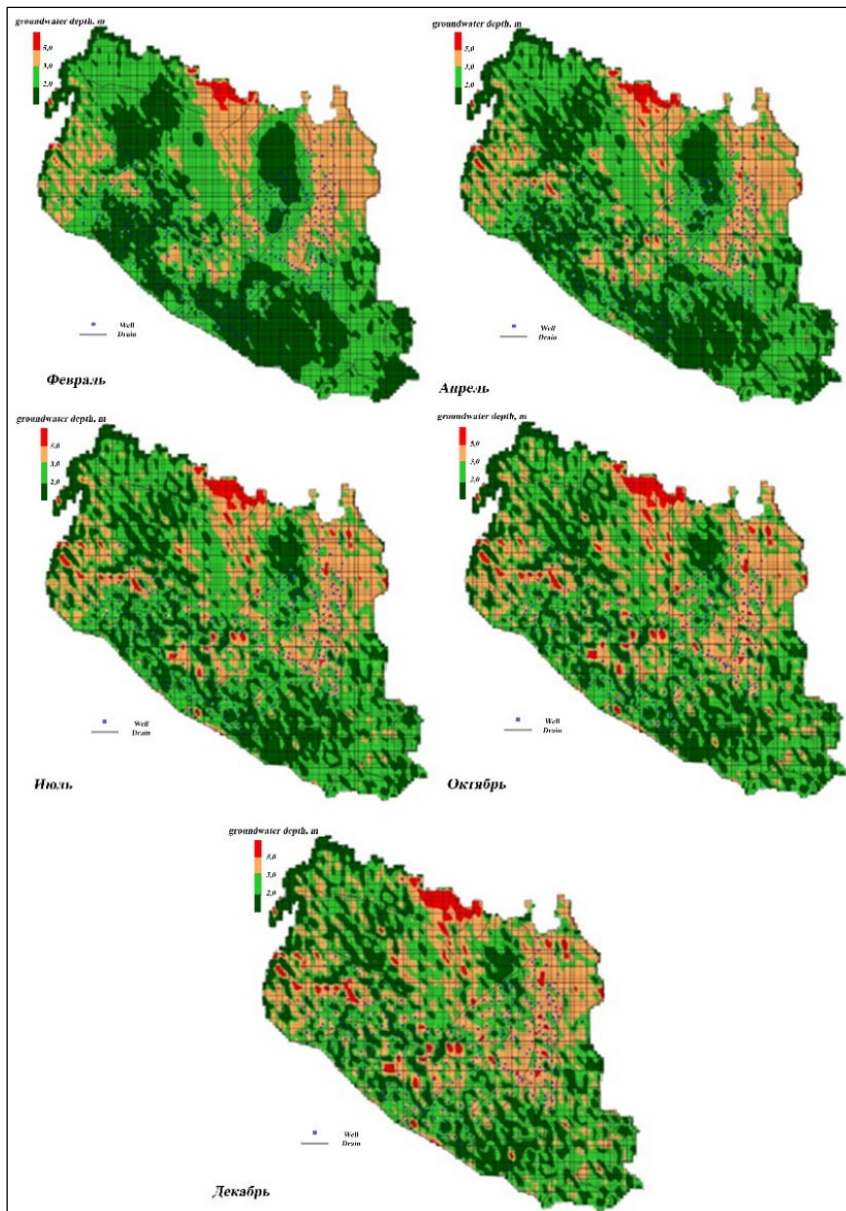 groundwater depth, m
5,0
3,0
2,0
Well
Drain
Февраль
groundwater depth, m
5,0
3,0
2,0
Well
Drain
Апрель
groundwater depth, m
5,0
3,0
2,0
Well
Drain
Июль
groundwater depth, m
5,0
3,0
2,0
Well
Drain
Октябрь
groundwater depth, m
5,0
3,0
2,0
Well
Drain
Декабрь